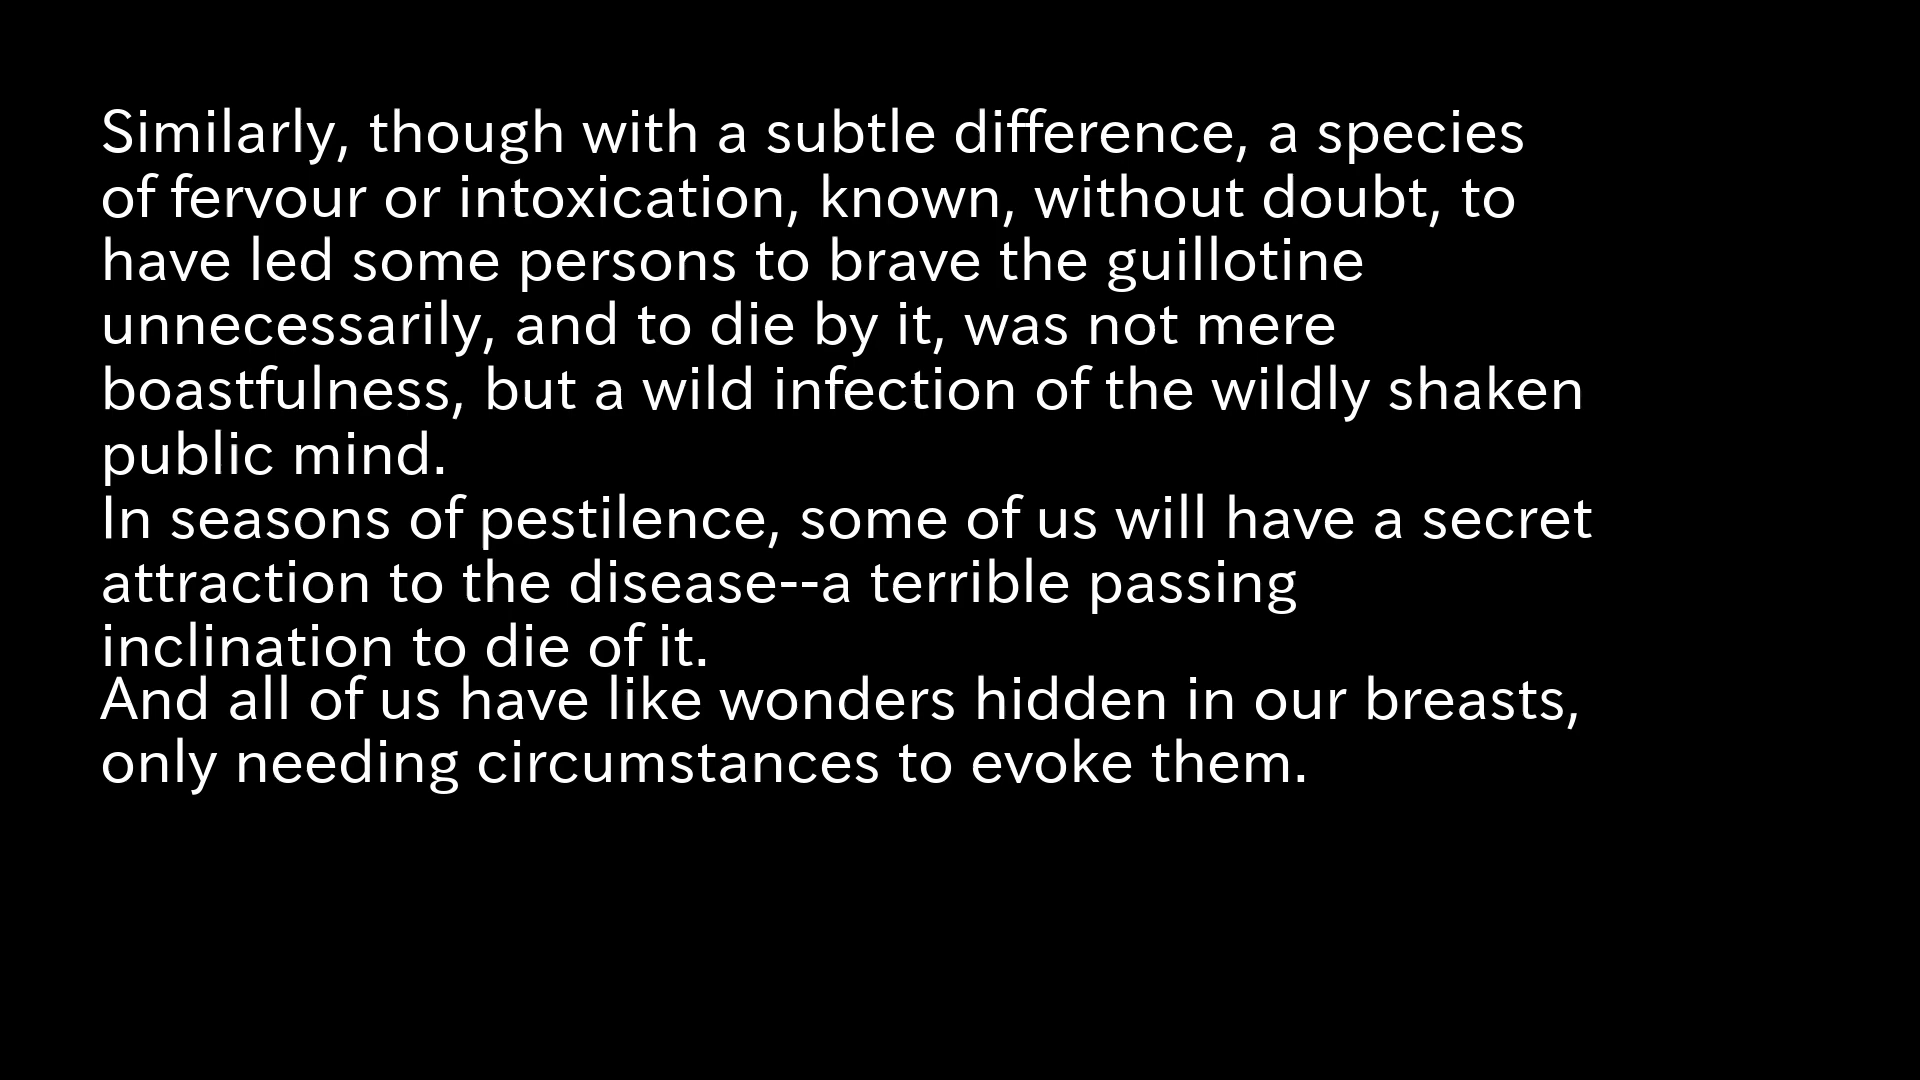 Similarly, though with a subtle difference, a species
of fervour or intoxication, known, without doubt, to
have led some persons to brave the guillotine
unnecessarily, and to die by it, was not mere
boastfulness, but a wild infection of the wildly shaken
public mind.
In seasons of pestilence, some of us will have a secret
attraction to the disease--a terrible passing
inclination to die of it.
And all of us have like wonders hidden in our breasts,
only needing circumstances to evoke them.